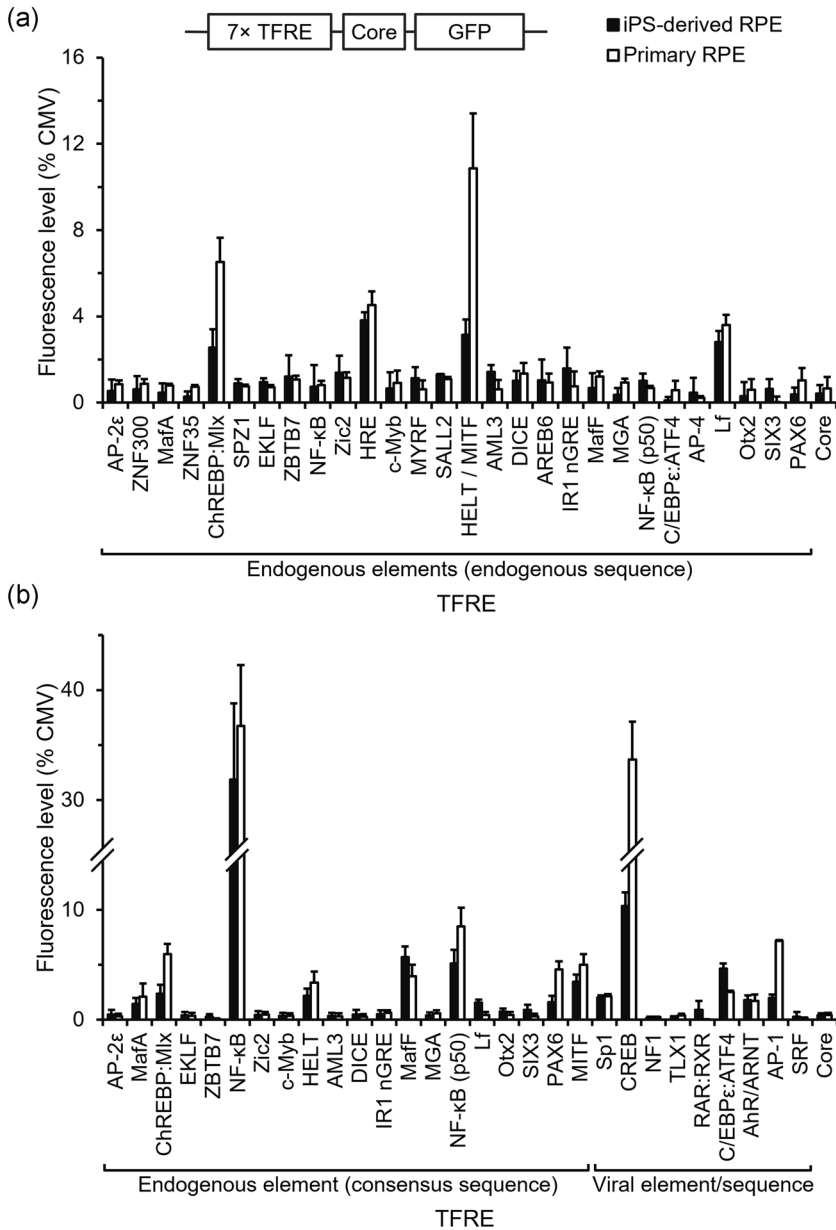 (a)
7× TFRE Core GFP
iPS-derived RPE
Primary RPE
Fluorescence level (% CMV)
16
12
8
4
0
AP-2ε
ZNF300
MafA
ZNF35
ChREBP:Mlx
SPZ1
EKLF
ZBTB7
NF-κB
Zic2
HRE
c-Myb
MYRF
SALL2
HELT / MITF
AML3
DICE
AREB6
IR1 nGRE
MafF
MGA
NF-κB (p50)
C/EBPε:ATF4
AP-4
Lf
Otx2
SIX3
PAX6
Core
Endogenous elements (endogenous sequence)
TFRE
(b)
Fluorescence level (% CMV)
40
30
10
0
AP-2ε
MafA
ChREBP:Mlx
EKLF
ZBTB7
NF-κB
Zic2
c-Myb
HELT
AML3
DICE
IR1 nGRE
MafF
MGA
NF-κB (p50)
Lf
Otx2
SIX3
PAX6
MITF
Sp1
CREB
NF1
TLX1
RAR:RXR
C/EBPε:ATF4
AhR/ARNT
AP-1
SRF
Core
Endogenous element (consensus sequence) Viral element/sequence
TFRE